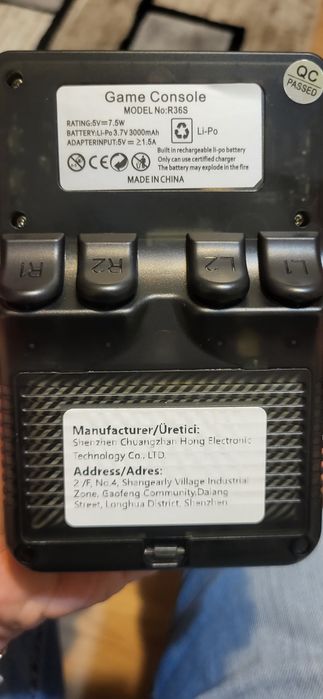 QC
PASSED
Game Console
MODEL No:R36S
RATING:5V⎓7.5W
BATTERY:Li-Po 3.7V 3000mAh
ADAPTERINPUT:5V⎓≥1.5A
Li-Po
CE
Built in rechargeable li-po battery
Only can use certified charger
The battery may explode in the fire
MADE IN CHINA
R1
R2
L2
L1
Manufacturer/Üretici:
Shenzhen Chuangzhan Hong Electronic
Technology Co., LTD
Address/Adres:
2 /F, No.4, Shangearly Village Industrial
Zone, Gaofeng Community,Dalang
Street, Longhua District, Shenzhen